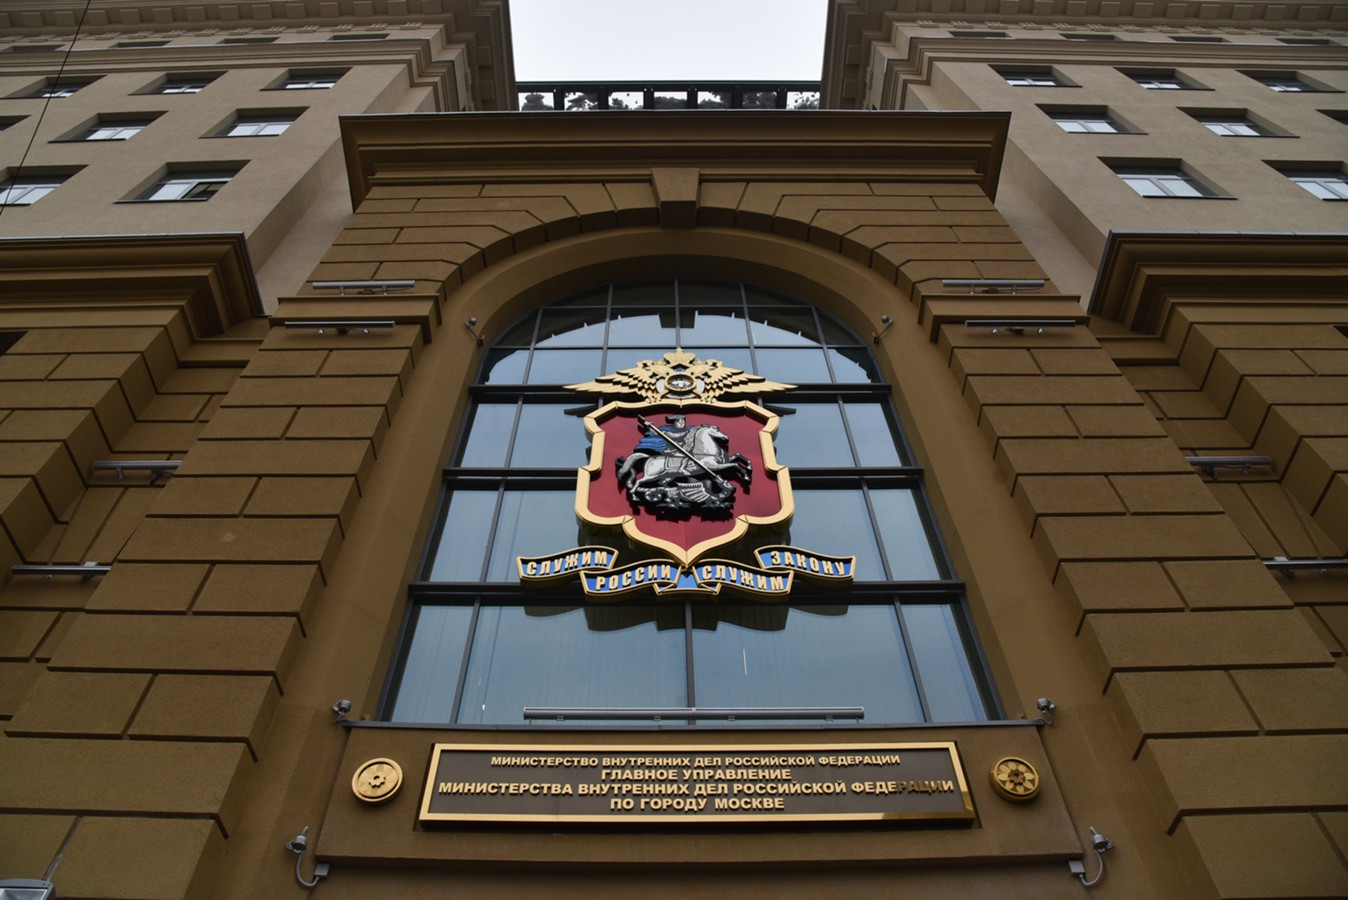 СЛУЖИМ РОССИИ СЛУЖИМ ЗАКОНУ
МИНИСТЕРСТВО ВНУТРЕННИХ ДЕЛ РОССИЙСКОЙ ФЕДЕРАЦИИ
ГЛАВНОЕ УПРАВЛЕНИЕ
МИНИСТЕРСТВА ВНУТРЕННИХ ДЕЛ РОССИЙСКОЙ ФЕДЕРАЦИИ
ПО ГОРОДУ МОСКВЕ